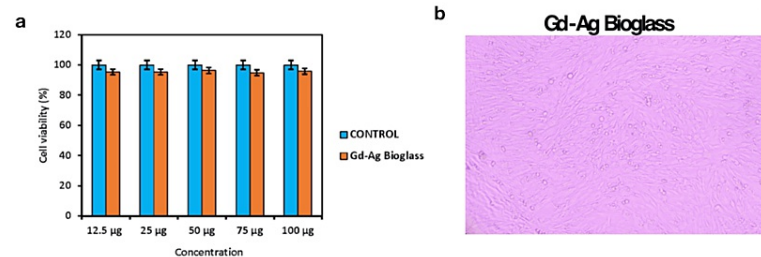 a
120
100
80
60
40
20
0
Cell viability (%)
12.5 µg 25 µg 50 µg 75 µg 100 µg
Concentration
CONTROL
Gd-Ag Bioglass
b
Gd-Ag Bioglass